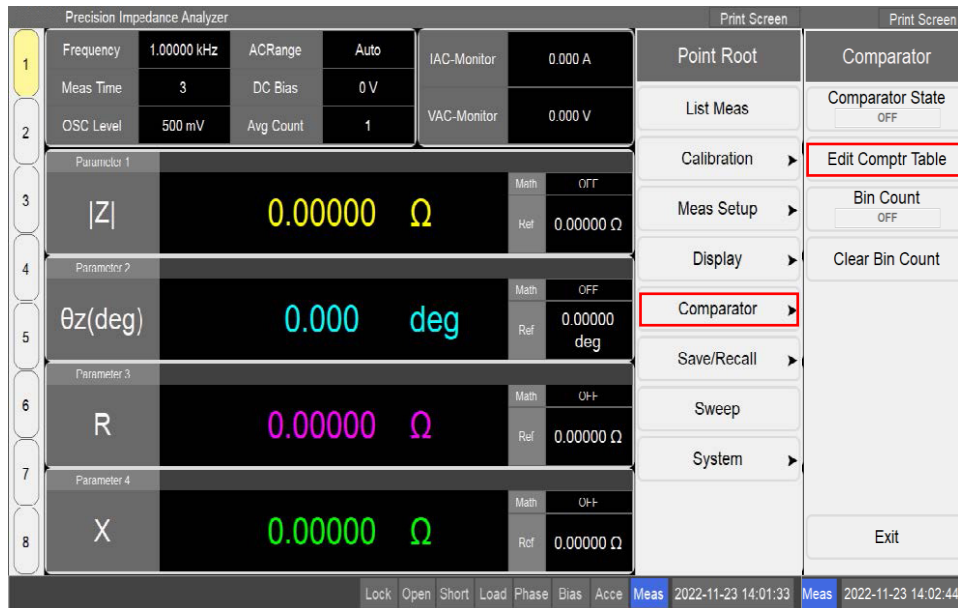 Precision Impedance Analyzer
Print Screen
Print Screen
1
2
3
4
5
6
7
8
Frequency 1.00000 kHz ACRange Auto
Meas Time 3 DC Bias 0 V
OSC Level 500 mV Avg Count 1
IAC-Monitor 0.000 A
VAC-Monitor 0.000 V
Parameter 1
|Z| 0.00000 Ω
Math OFF
Ref 0.00000 Ω
Parameter 2
θz(deg) 0.000 deg
Math OFF
Ref 0.00000
deg
Parameter 3
R 0.00000 Ω
Math OFF
Ref 0.00000 Ω
Parameter 4
X 0.00000 Ω
Math OFF
Ref 0.00000 Ω
Point Root
List Meas
Calibration
Meas Setup
Display
Comparator
Save/Recall
Sweep
System
Comparator
Comparator State
OFF
Edit Comptr Table
Bin Count
OFF
Clear Bin Count
Exit
Lock Open Short Load Phase Bias Acce Meas 2022-11-23 14:01:33
Meas 2022-11-23 14:02:44